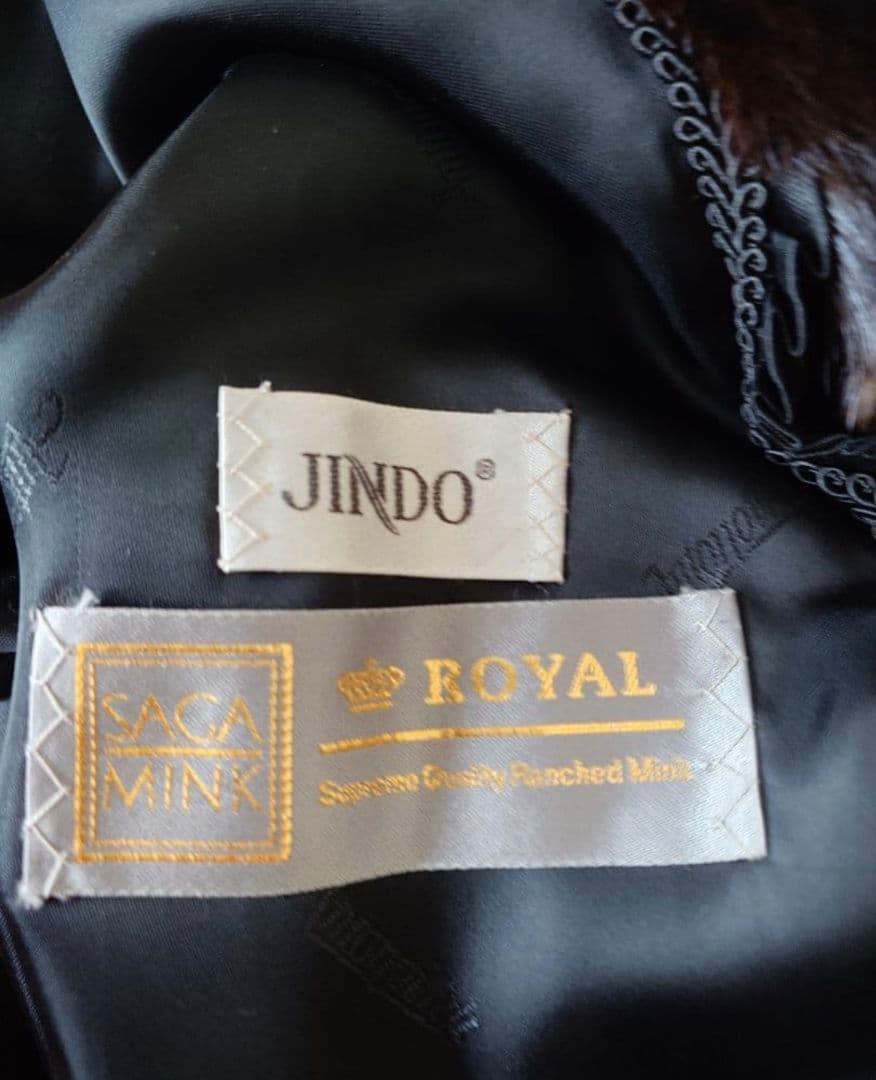 JINDO®
SAGA
MINK
ROYAL
Supreme Quality Ranched Mink